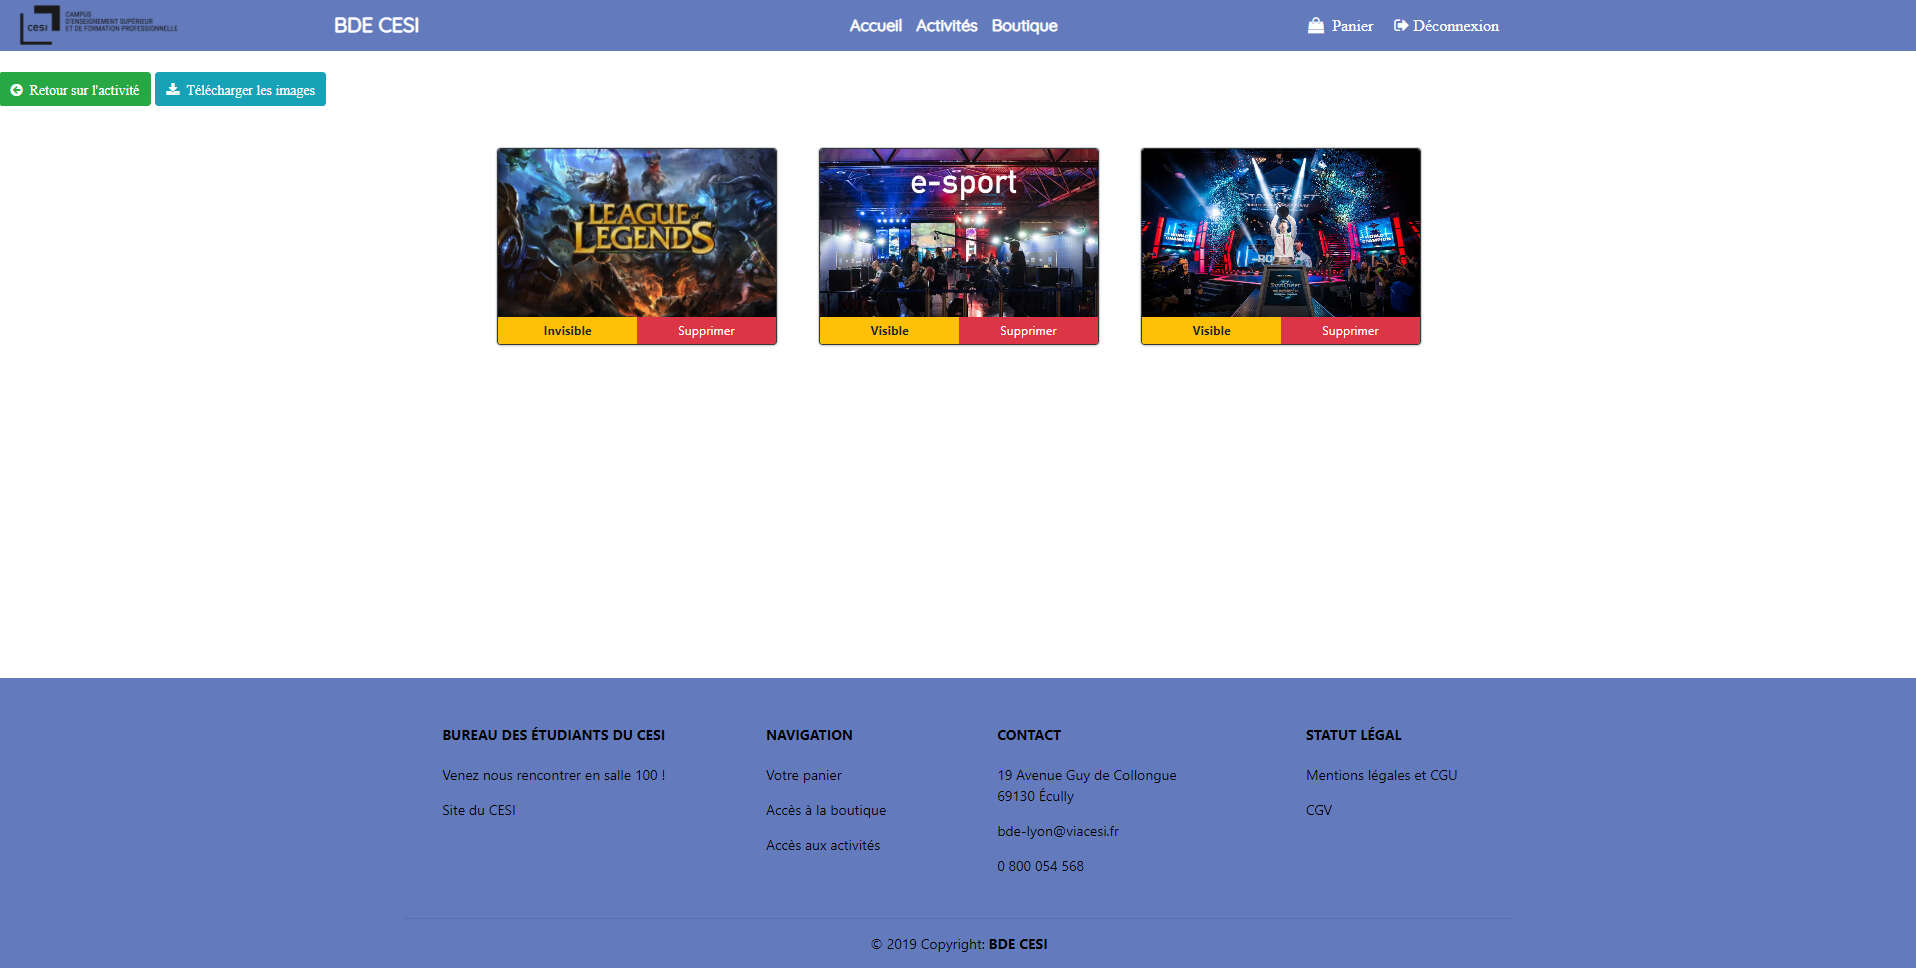 cesi
CAMPUS
D'ENSEIGNEMENT SUPÉRIEUR
ET DE FORMATION PROFESSIONNELLE
BDE CESI
Accueil Activités Boutique
Panier Déconnexion
Retour sur l'activité Télécharger les images
LEAGUE of
LEGENDS
e-sport
STARCRAFT
Invisible Supprimer
Visible Supprimer
Visible Supprimer
BUREAU DES ÉTUDIANTS DU CESI
Venez nous rencontrer en salle 100 !
Site du CESI
NAVIGATION
Votre panier
Accès à la boutique
Accès aux activités
CONTACT
19 Avenue Guy de Collongue
69130 Écully
bde-lyon@viacesi.fr
0 800 054 568
STATUT LÉGAL
Mentions légales et CGU
CGV
© 2019 Copyright: BDE CESI